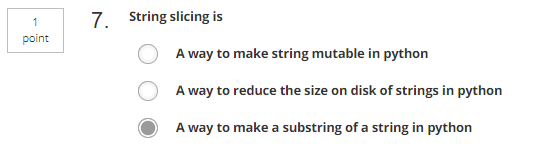 1
point
7. String slicing is
A way to make string mutable in python
A way to reduce the size on disk of strings in python
A way to make a substring of a string in python